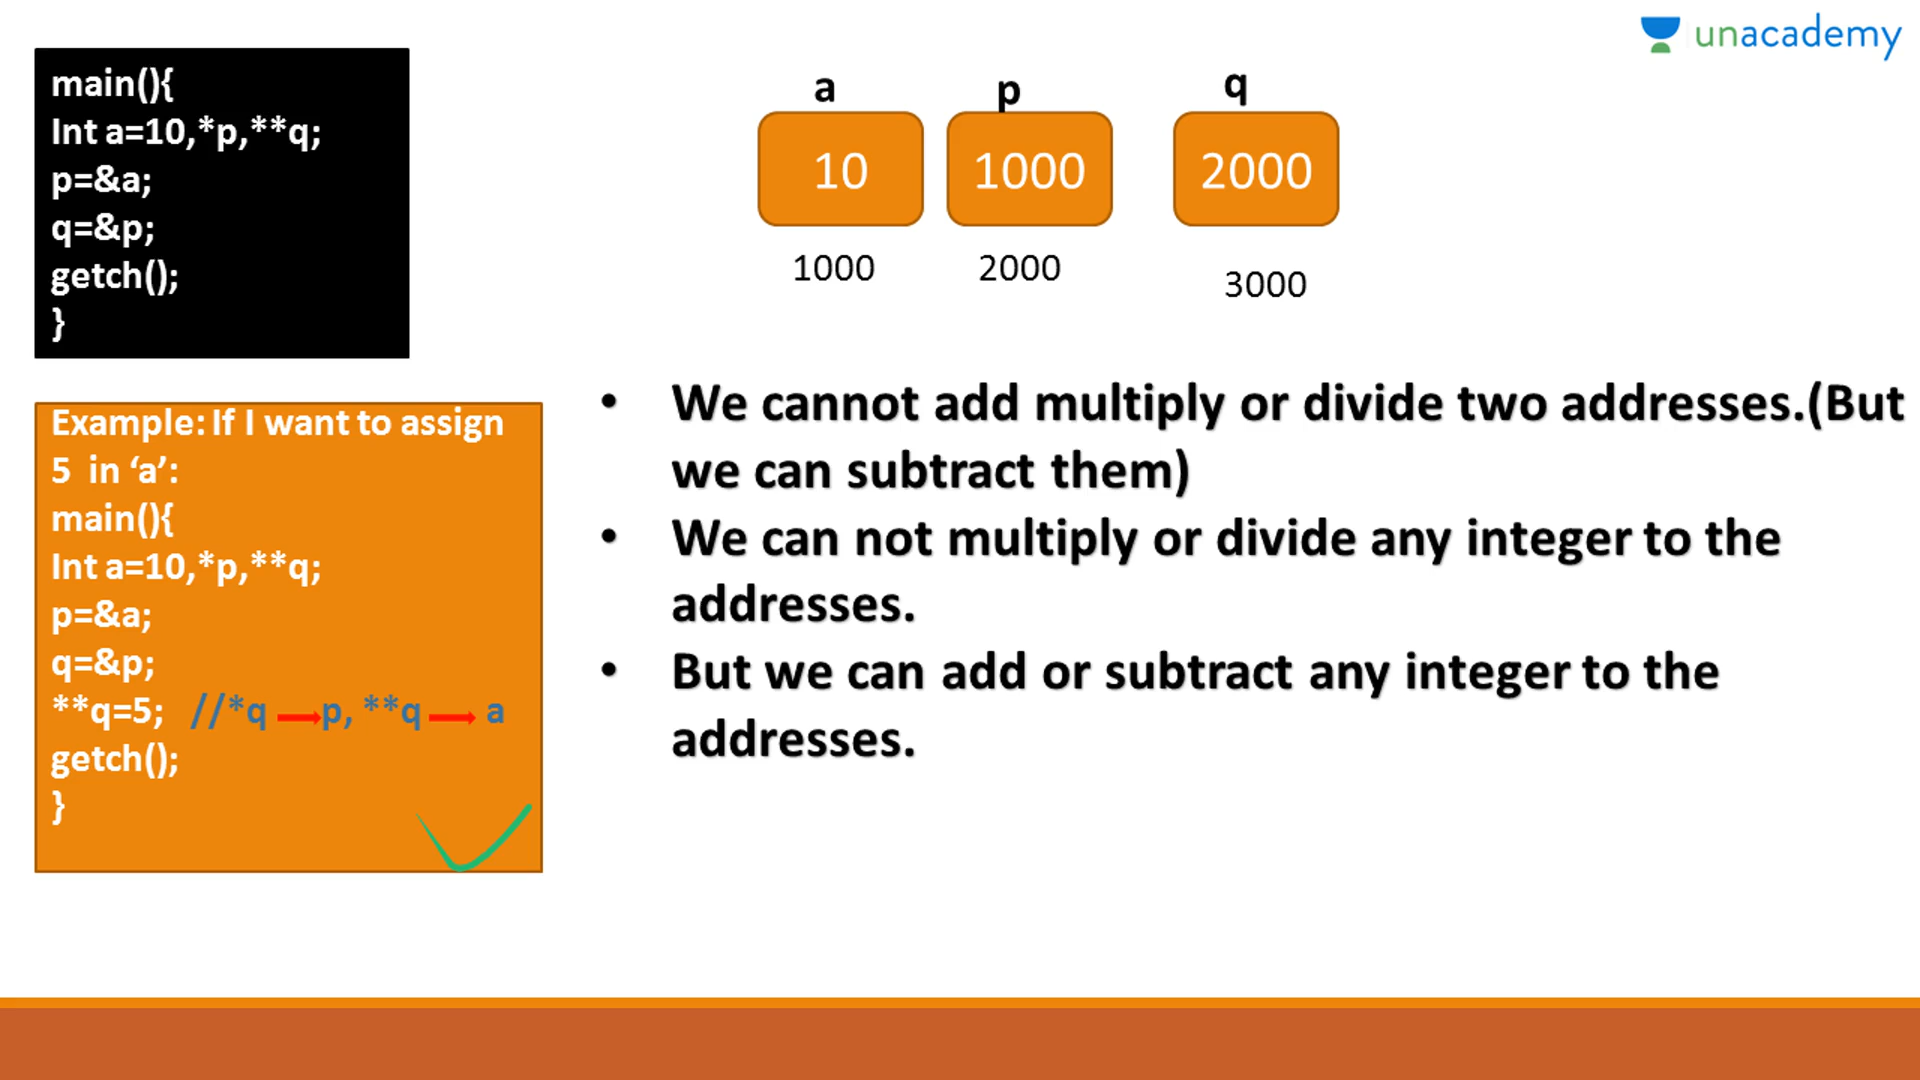 unacademy
main(){
Int a=10,*p,**q;
p=&a;
q=&p;
getch();
}
a p q
10 1000 2000
1000 2000 3000
Example: If I want to assign
5 in ‘a’:
main(){
Int a=10,*p,**q;
p=&a;
q=&p;
**q=5; //*q p, **q a
getch();
}
• We cannot add multiply or divide two addresses.(But
we can subtract them)
• We can not multiply or divide any integer to the
addresses.
• But we can add or subtract any integer to the
addresses.